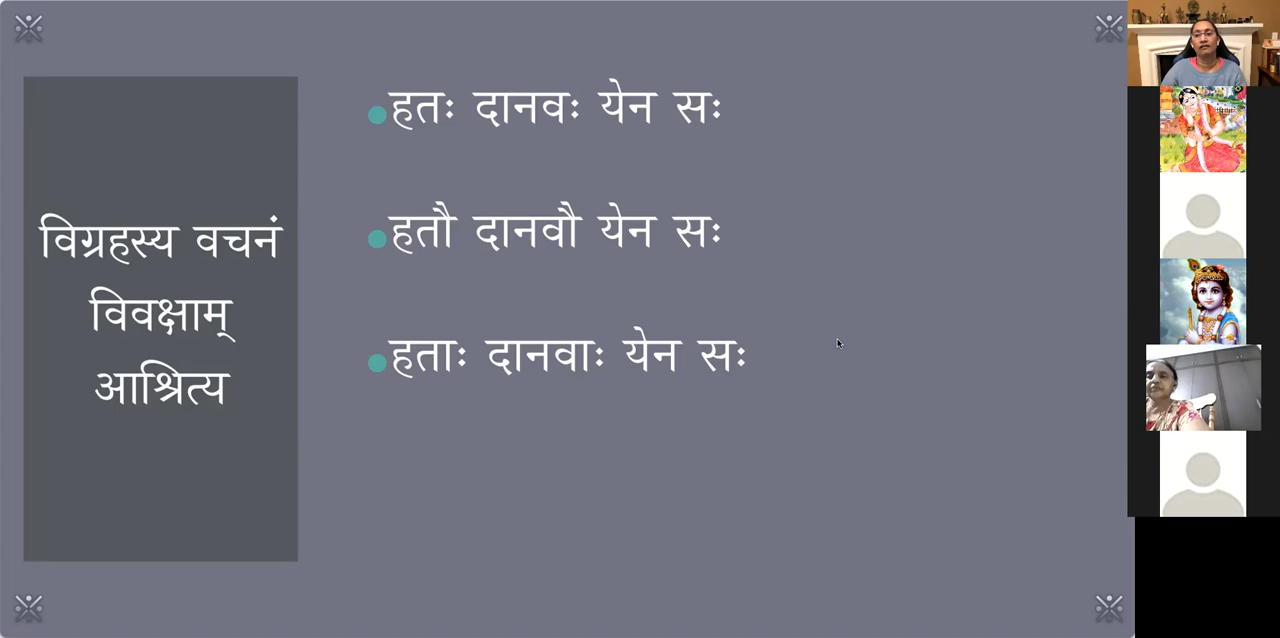 विग्रहस्य वचनं
विवक्षाम्
आश्रित्य
हतः दानवः येन सः
हतौ दानवौ येन सः
हताः दानवाः येन सः